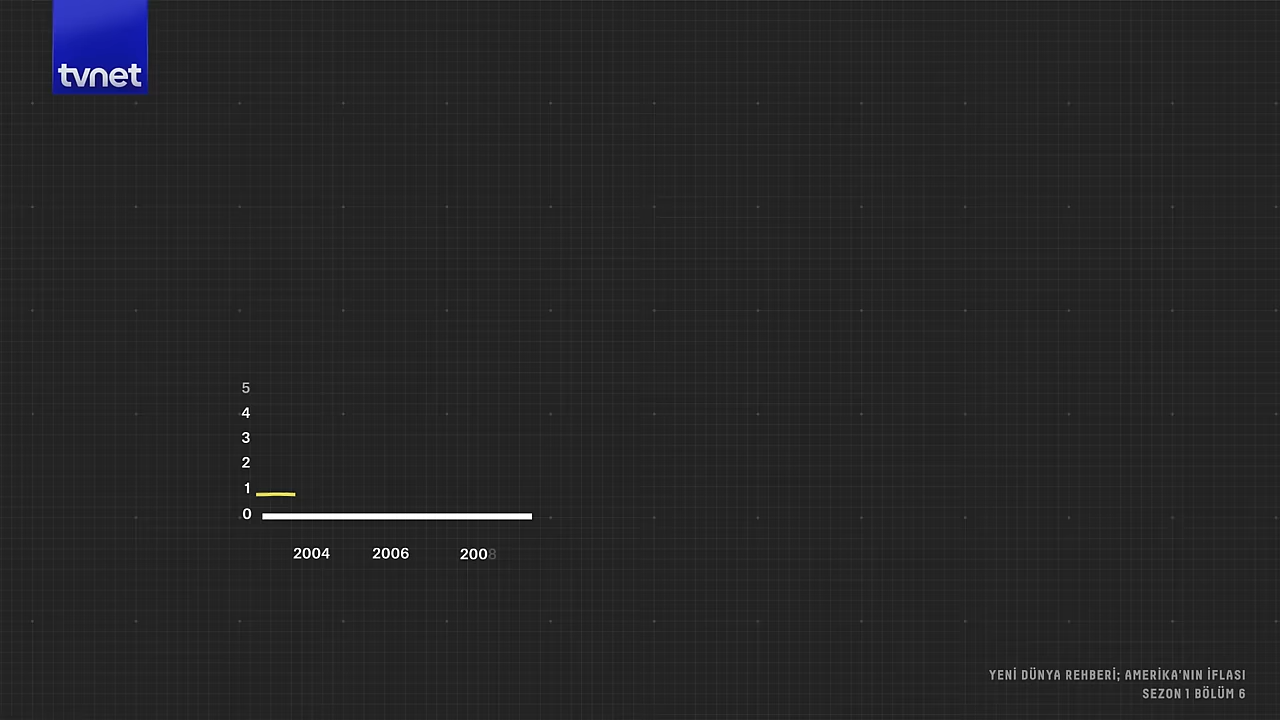 tvnet
5
4
3
2
1
0
2004 2006 2008
YENİ DÜNYA REHBERİ; AMERİKA'NIN İFLASI
SEZON 1 BÖLÜM 6